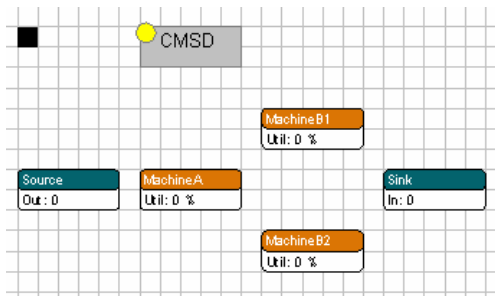 CMSD
MachineB1
Util: 0 %
Source
Out: 0
MachineA
Util: 0 %
Sink
In: 0
MachineB2
Util: 0 %